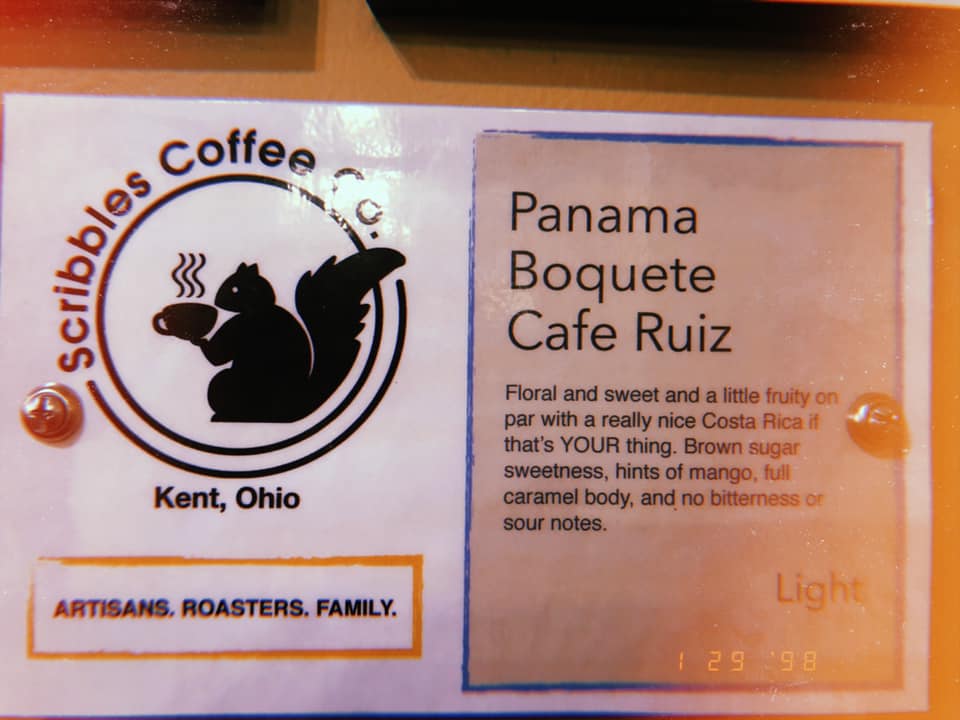 Scribbles Coffee Co.
Kent, Ohio
ARTISANS. ROASTERS. FAMILY.
Panama
Boquete
Cafe Ruiz
Floral and sweet and a little fruity on
par with a really nice Costa Rica if
that's YOUR thing. Brown sugar
sweetness, hints of mango, full
caramel body, and no bitterness or
sour notes.
Light
1 29 '98